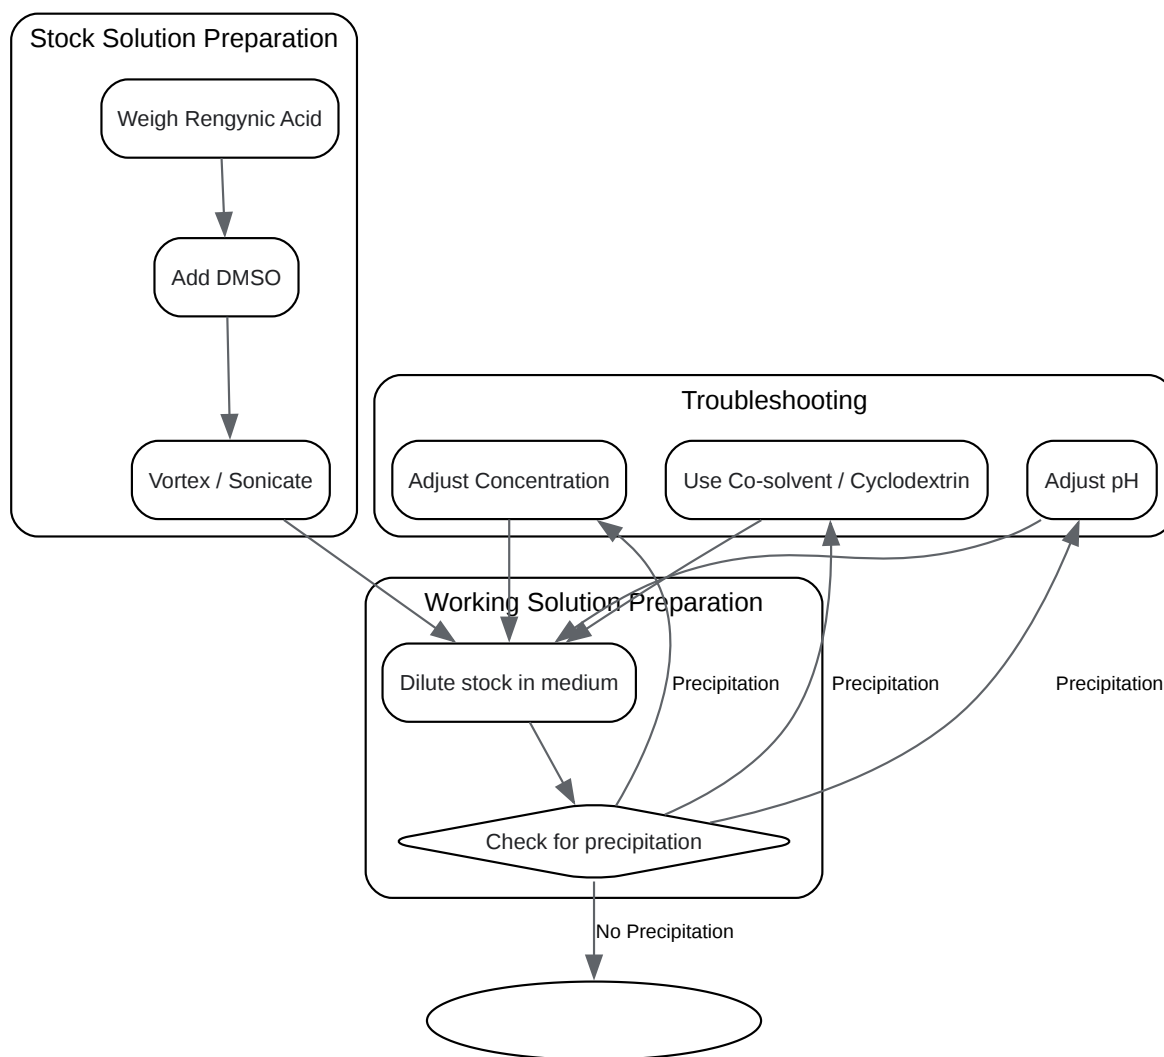 Stock Solution Preparation
Weigh Rengynic Acid
Add DMSO
Vortex / Sonicate
Troubleshooting
Adjust Concentration
Use Co-solvent / Cyclodextrin
Adjust pH
Working Solution Preparation
Dilute stock in medium
Precipitation
Precipitation
Precipitation
Check for precipitation
No Precipitation